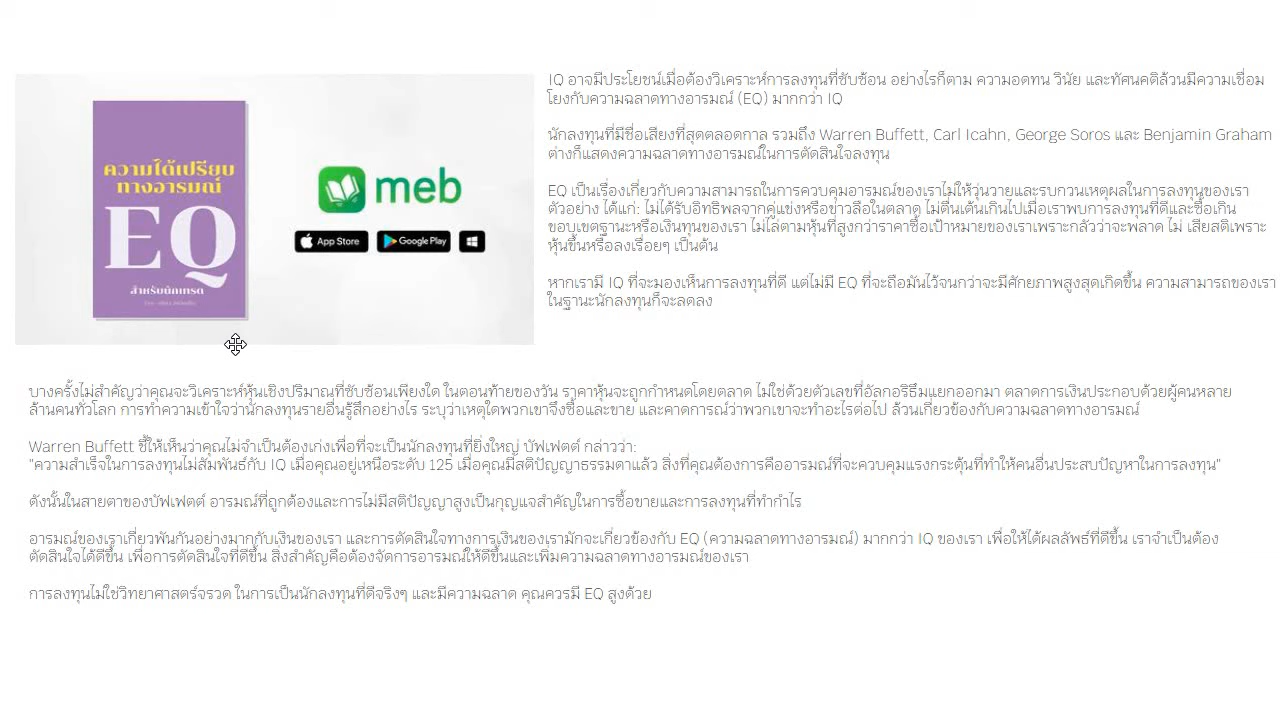 ความได้เปรียบ
ทางอารมณ์
EQ
สำหรับนักเทรด
meb
App Store
Google Play
IQ อาจมีประโยชน์เมื่อต้องวิเคราะห์การลงทุนที่ซับซ้อน อย่างไรก็ตาม ความอดทน วินัย และทัศนคติล้วนมีความเชื่อม
โยงกับความฉลาดทางอารมณ์ (EQ) มากกว่า IQ
นักลงทุนที่มีชื่อเสียงที่สุดตลอดกาล รวมถึง Warren Buffett, Carl Icahn, George Soros และ Benjamin Graham
ต่างก็แสดงความฉลาดทางอารมณ์ในการตัดสินใจลงทุน
EQ เป็นเรื่องเกี่ยวกับความสามารถในการควบคุมอารมณ์ของเราไม่ให้วุ่นวายและรบกวนเหตุผลในการลงทุนของเรา
ตัวอย่าง ได้แก่: ไม่ได้รับอิทธิพลจากคู่แข่งหรือข่าวลือในตลาด ไม่ตื่นเต้นเกินไปเมื่อเราพบการลงทุนที่ดีและซื้อเกิน
ขอบเขตฐานะหรือเงินทุนของเรา ไม่ไล่ตามหุ้นที่สูงกว่าราคาซื้อเป้าหมายของเราเพราะกลัวว่าจะพลาด ไม่ เสียสติเพราะ
หุ้นขึ้นหรือลงเรื่อยๆ เป็นต้น
หากเรามี IQ ที่จะมองเห็นการลงทุนที่ดี แต่ไม่มี EQ ที่จะถือมันไว้จนกว่าจะมีศักยภาพสูงสุดเกิดขึ้น ความสามารถของเรา
ในฐานะนักลงทุนก็จะลดลง
บางครั้งไม่สำคัญว่าคุณจะวิเคราะห์หุ้นเชิงปริมาณที่ซับซ้อนเพียงใด ในตอนท้ายของวัน ราคาหุ้นจะถูกกำหนดโดยตลาด ไม่ใช่ด้วยตัวเลขที่อัลกอริธึมแยกออกมา ตลาดการเงินประกอบด้วยผู้คนหลาย
ล้านคนทั่วโลก การทำความเข้าใจว่านักลงทุนรายอื่นรู้สึกอย่างไร ระบุว่าเหตุใดพวกเขาจึงซื้อและขาย และคาดการณ์ว่าพวกเขาจะทำอะไรต่อไป ล้วนเกี่ยวข้องกับความฉลาดทางอารมณ์
Warren Buffett ชี้ให้เห็นว่าคุณไม่จำเป็นต้องเก่งเพื่อที่จะเป็นนักลงทุนที่ยิ่งใหญ่ บัฟเฟตต์ กล่าวว่า:
"ความสำเร็จในการลงทุนไม่สัมพันธ์กับ IQ เมื่อคุณอยู่เหนือระดับ 125 เมื่อคุณมีสติปัญญาธรรมดาแล้ว สิ่งที่คุณต้องการคืออารมณ์ที่จะควบคุมแรงกระตุ้นที่ทำให้คนอื่นประสบปัญหาในการลงทุน"
ดังนั้นในสายตาของบัฟเฟตต์ อารมณ์ที่ถูกต้องและการไม่มีสติปัญญาสูงเป็นกุญแจสำคัญในการซื้อขายและการลงทุนที่ทำกำไร
อารมณ์ของเราเกี่ยวพันกันอย่างมากกับเงินของเรา และการตัดสินใจทางการเงินของเรามักจะเกี่ยวข้องกับ EQ (ความฉลาดทางอารมณ์) มากกว่า IQ ของเรา เพื่อให้ได้ผลลัพธ์ที่ดีขึ้น เราจำเป็นต้อง
ตัดสินใจได้ดีขึ้น เพื่อการตัดสินใจที่ดีขึ้น สิ่งสำคัญคือต้องจัดการอารมณ์ให้ดีขึ้นและเพิ่มความฉลาดทางอารมณ์ของเรา
การลงทุนไม่ใช่วิทยาศาสตร์จรวด ในการเป็นนักลงทุนที่ดีจริงๆ และมีความฉลาด คุณควรมี EQ สูงด้วย